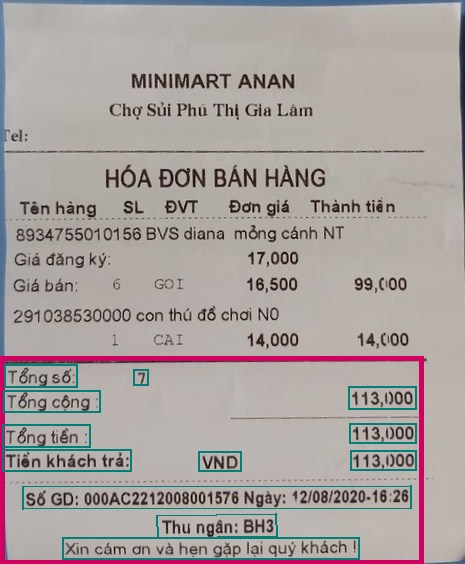 MINIMART ANAN
Chợ Sủi Phú Thị Gia Lâm
Tel:
HÓA ĐƠN BÁN HÀNG
Tên hàng SL ĐVT Đơn giá Thành tiền
8934755010156 BVS diana mỏng cánh NT
Giá đăng ký: 17,000
Giá bán: 6 GOI 16,500 99,000
291038530000 con thú đồ chơi N0
1 CAI 14,000 14,000
Tổng số: 7
Tổng cộng : 113,000
Tổng tiền : 113,000
Tiền khách trả: VND 113,000
Số GD: 000AC2212008001576 Ngày: 12/08/2020-16:26
Thu ngân: BH3
Xin cám ơn và hẹn gặp lại quý khách !